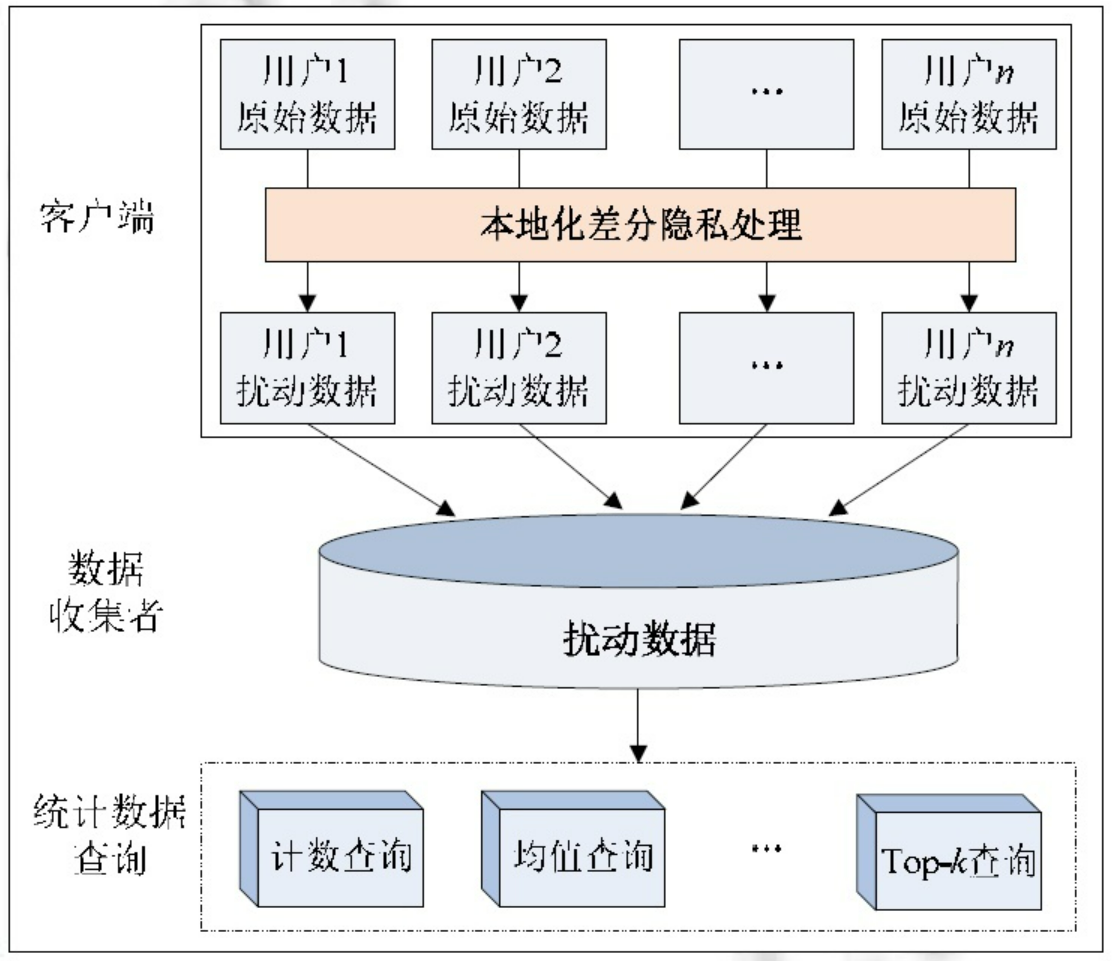 用户1
原始数据
用户2
原始数据
...
用户n
原始数据
客户端
本地化差分隐私处理
用户1
扰动数据
用户2
扰动数据
...
用户n
扰动数据
数据
收集者
扰动数据
统计数据
查询
计数查询
均值查询
...
Top-k查询